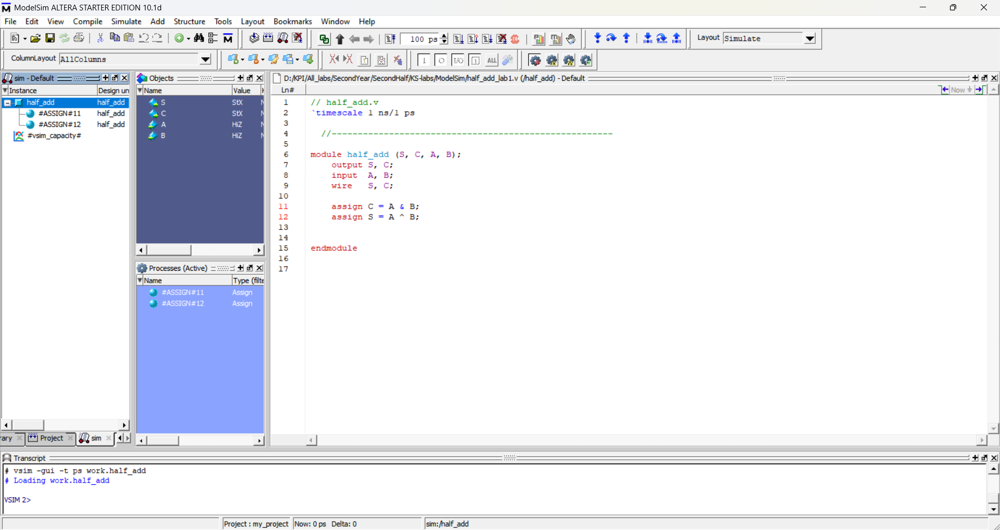 ModelSim ALTERA STARTER EDITION 10.1d
File Edit View Compile Simulate Add Structure Tools Layout Bookmarks Window Help
100 ps
Layout Simulate
ColumnLayout AllColumns
sim - Default
Instance Design un
half_add half_add
#ASSIGN#11 half_add
#ASSIGN#12 half_add
#vsim_capacity#
rary Project sim
Objects
Name Value
S StX
C StX
A HiZ
B HiZ
Processes (Active)
Name Type (filte
#ASSIGN#11 Assign
#ASSIGN#12 Assign
D:/KPI/All_labs/SecondYear/SecondHalf/KS-labs/ModelSim/half_add_lab1.v (/half_add) - Default
Ln# Now
1 // half_add.v
2 `timescale 1 ns/1 ps
3
4 //------------------------------------------------------
5
6 module half_add (S, C, A, B);
7 output S, C;
8 input A, B;
9 wire S, C;
10
11 assign C = A & B;
12 assign S = A ^ B;
13
14
15 endmodule
16
17
Transcript
# vsim -gui -t ps work.half_add
# Loading work.half_add
VSIM 2>
Project : my_project Now: 0 ps Delta: 0 sim:/half_add